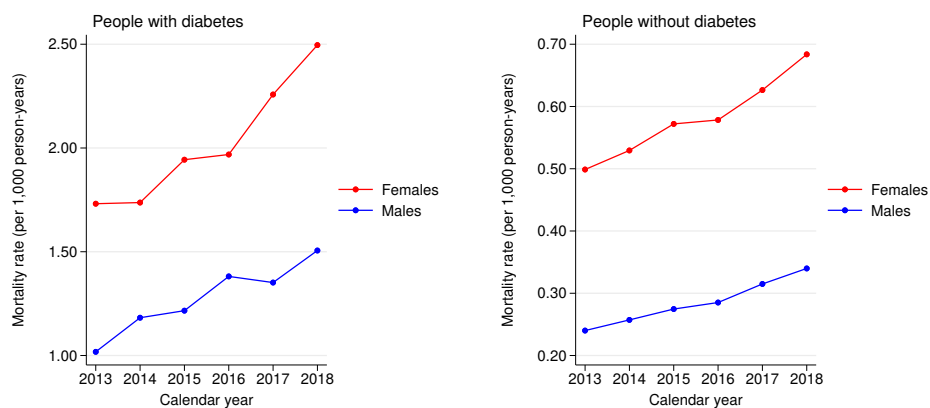 People with diabetes
2.50
2.00
1.50
1.00
Mortality rate (per 1,000 person-years)
2013 2014 2015 2016 2017 2018
Calendar year
Females
Males
People without diabetes
0.70
0.60
0.50
0.40
0.30
0.20
Mortality rate (per 1,000 person-years)
2013 2014 2015 2016 2017 2018
Calendar year
Females
Males